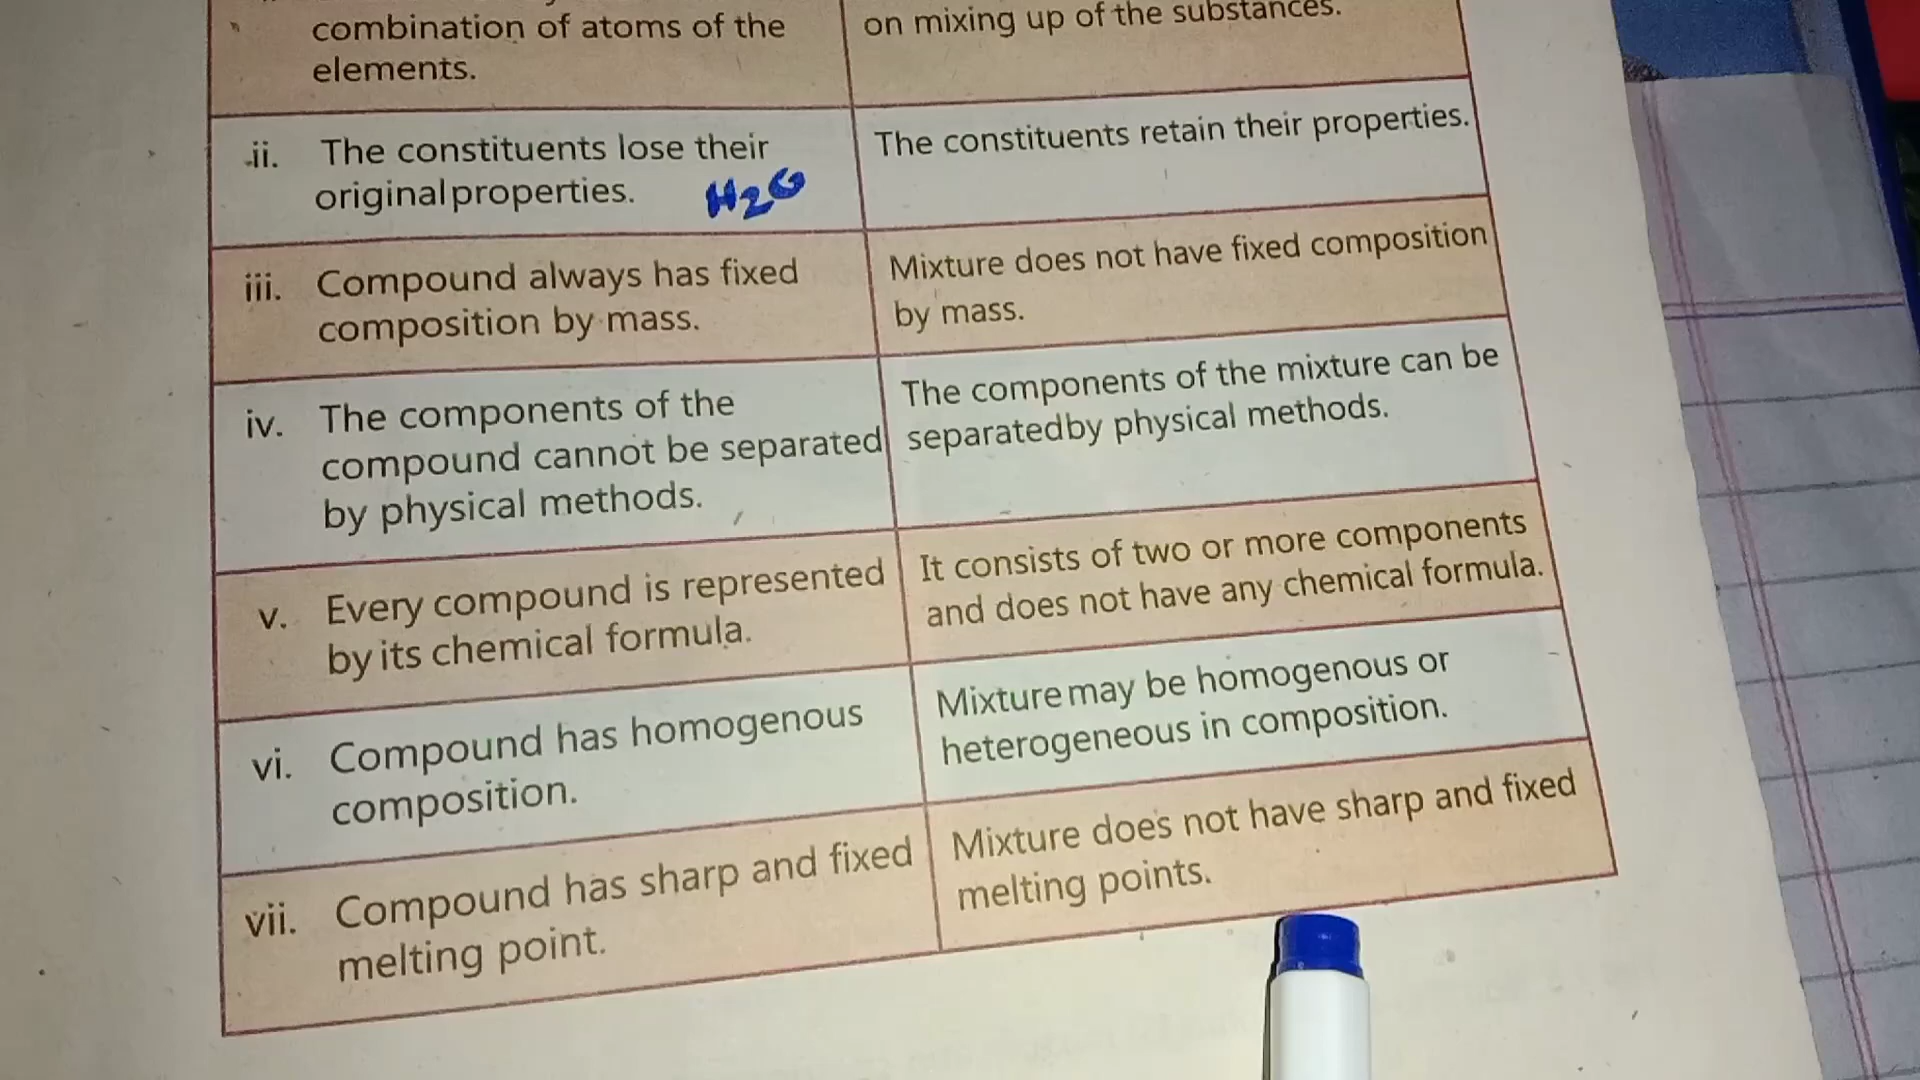 combination of atoms of the
elements.
on mixing up of the substances.
ii. The constituents lose their
original properties. H2O
The constituents retain their properties.
iii. Compound always has fixed
composition by mass.
Mixture does not have fixed composition
by mass.
iv. The components of the
compound cannot be separated
by physical methods.
The components of the mixture can be
separatedby physical methods.
v. Every compound is represented
by its chemical formula.
It consists of two or more components
and does not have any chemical formula.
vi. Compound has homogenous
composition.
Mixture may be homogenous or
heterogeneous in composition.
vii. Compound has sharp and fixed
melting point.
Mixture does not have sharp and fixed
melting points.